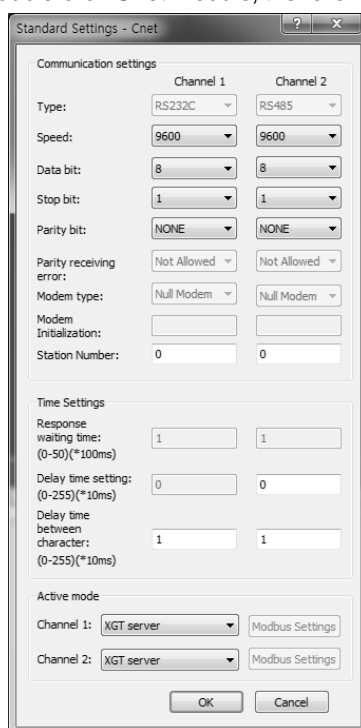 Standard Settings - Cnet
Communication settings
Channel 1 Channel 2
Type: RS232C RS485
Speed: 9600 9600
Data bit: 8 8
Stop bit: 1 1
Parity bit: NONE NONE
Parity receiving
error: Not Allowed Not Allowed
Modem type: Null Modem Null Modem
Modem
Initialization:
Station Number: 0 0
Time Settings
Response
waiting time: 1 1
(0-50)(*100ms)
Delay time setting: 0 0
(0-255)(*10ms)
Delay time
between
character: 1 1
(0-255)(*10ms)
Active mode
Channel 1: XGT server Modbus Settings
Channel 2: XGT server Modbus Settings
OK Cancel